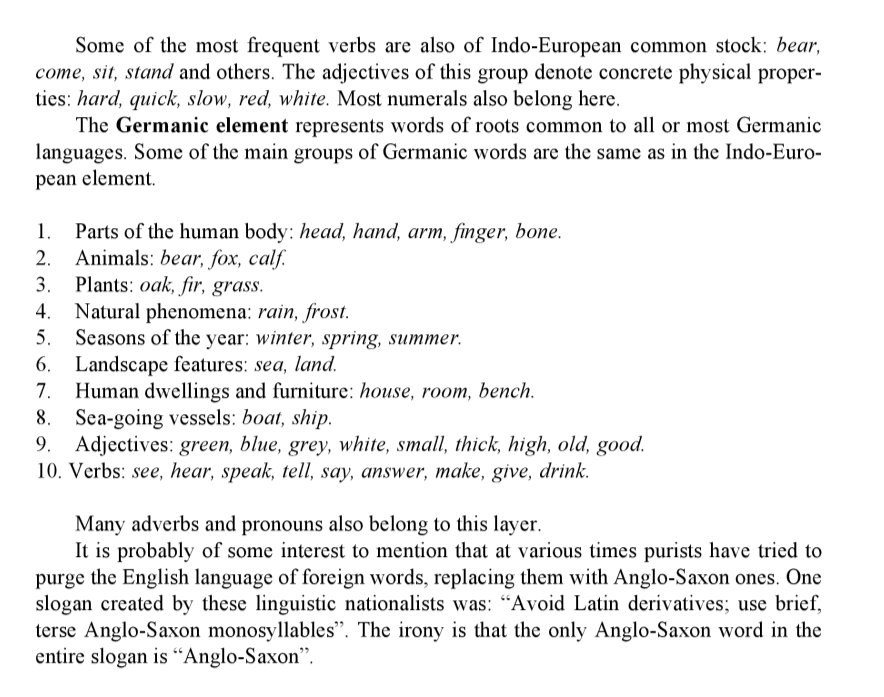 Some of the most frequent verbs are also of Indo-European common stock: bear,
come, sit, stand and others. The adjectives of this group denote concrete physical proper-
ties: hard, quick, slow, red, white. Most numerals also belong here.
The Germanic element represents words of roots common to all or most Germanic
languages. Some of the main groups of Germanic words are the same as in the Indo-Euro-
pean element.
1. Parts of the human body: head, hand, arm, finger, bone.
2. Animals: bear, fox, calf.
3. Plants: oak, fir, grass.
4. Natural phenomena: rain, frost.
5. Seasons of the year: winter, spring, summer.
6. Landscape features: sea, land.
7. Human dwellings and furniture: house, room, bench.
8. Sea-going vessels: boat, ship.
9. Adjectives: green, blue, grey, white, small, thick, high, old, good.
10. Verbs: see, hear, speak, tell, say, answer, make, give, drink.
Many adverbs and pronouns also belong to this layer.
It is probably of some interest to mention that at various times purists have tried to
purge the English language of foreign words, replacing them with Anglo-Saxon ones. One
slogan created by these linguistic nationalists was: “Avoid Latin derivatives; use brief,
terse Anglo-Saxon monosyllables”. The irony is that the only Anglo-Saxon word in the
entire slogan is “Anglo-Saxon”.